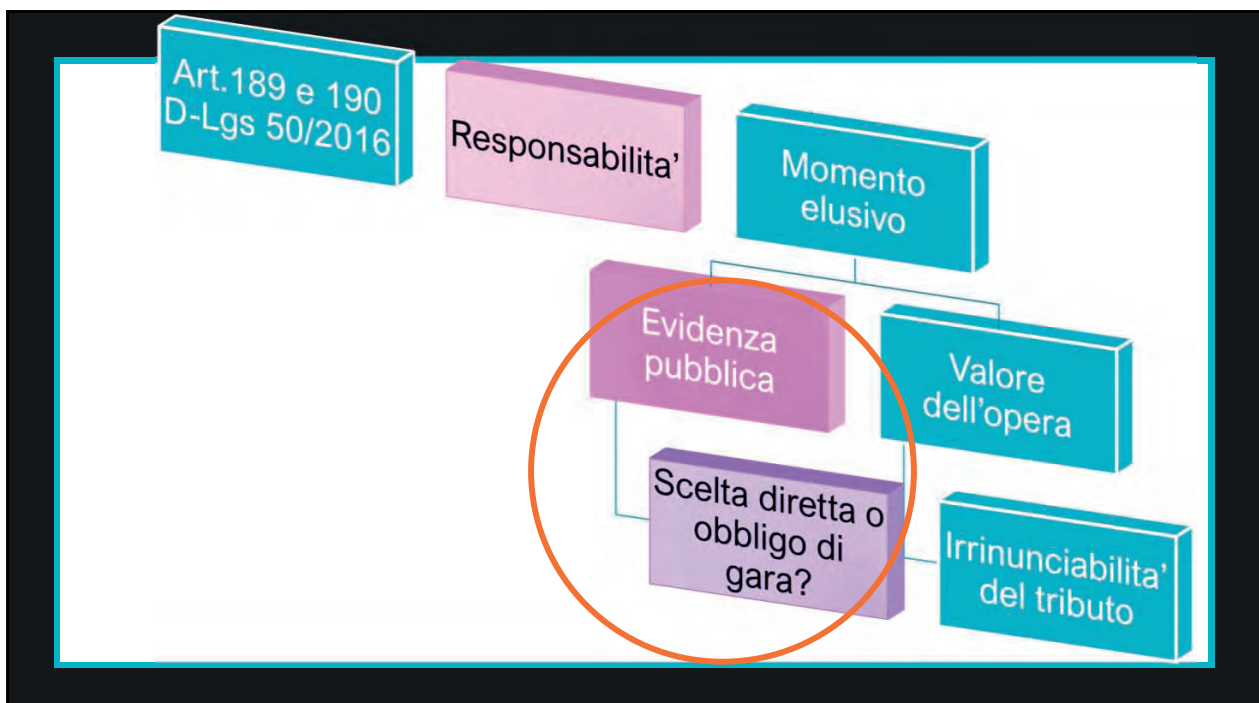 Art.189 e 190
D-Lgs 50/2016
Responsabilita’
Momento
elusivo
Evidenza
pubblica
Valore
dell’opera
Scelta diretta o
obbligo di
gara?
Irrinunciabilita’
del tributo